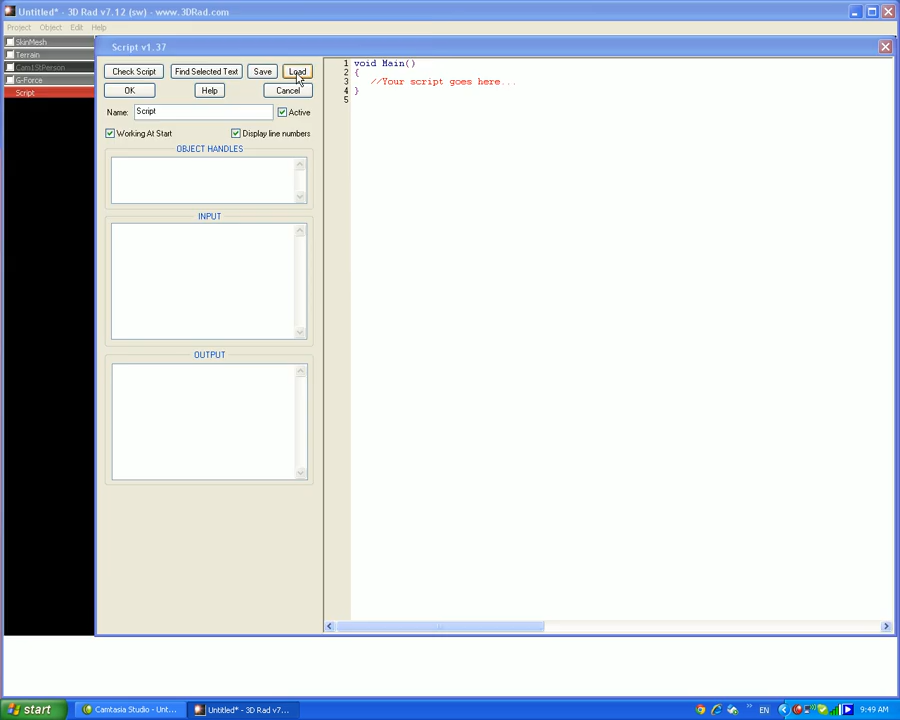 Untitled* - 3D Rad v7.12 (sw) - www.3DRad.com
Project Object Edit Help
SkinMesh
Terrain
Cam1StPerson
G-Force
Script
Script v1.37
Check Script Find Selected Text Save Load
OK Help Cancel
Name: Script Active
Working At Start Display line numbers
OBJECT HANDLES
INPUT
OUTPUT
1 void Main()
2 {
3 //Your script goes here...
4 }
5
start Camtasia Studio - Unt... Untitled* - 3D Rad v7... EN 9:49 AM